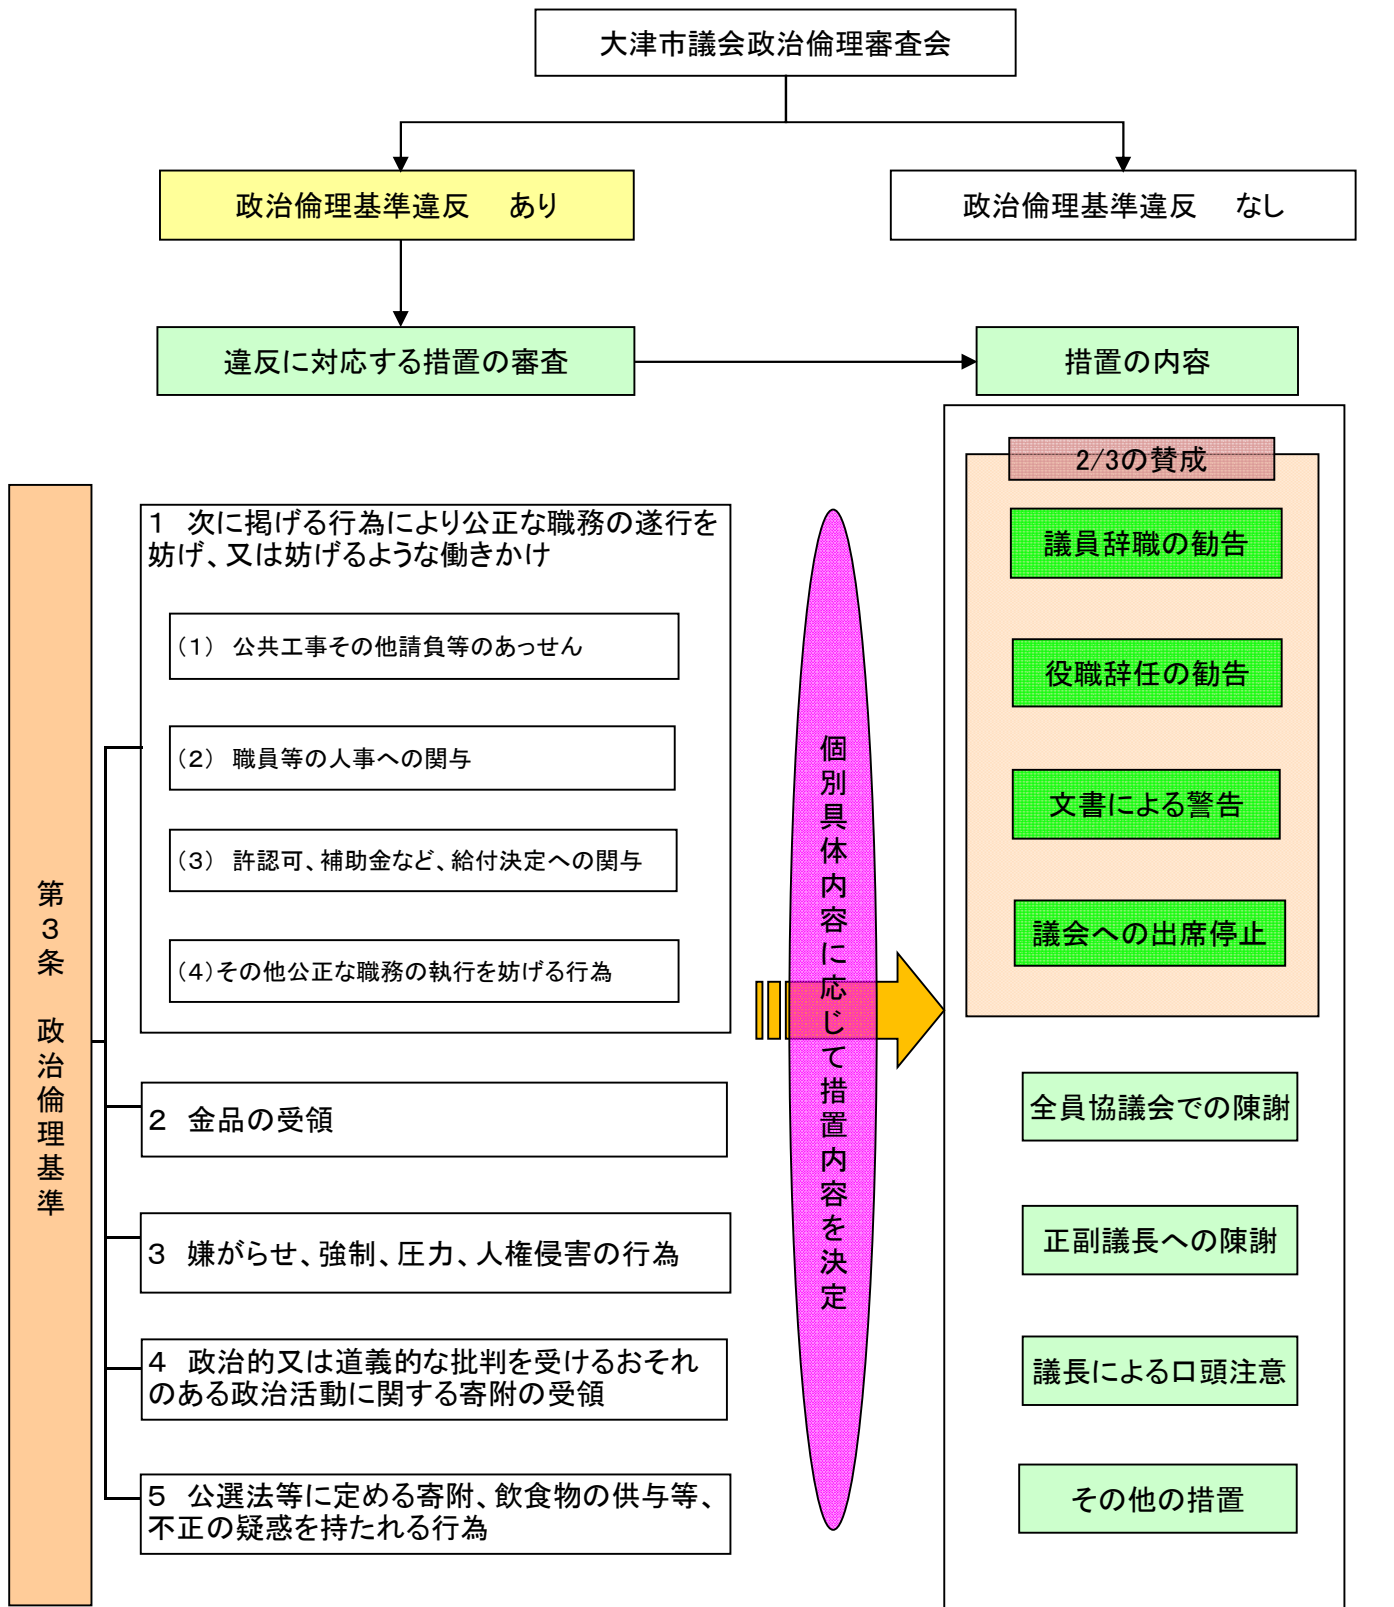 大津市議会政治倫理審査会
政治倫理基準違反　あり
政治倫理基準違反　なし
違反に対応する措置の審査
措置の内容
第3条　政治倫理基準
1　次に掲げる行為により公正な職務の遂行を
妨げ、又は妨げるような働きかけ
(1)　公共工事その他請負等のあっせん
(2)　職員等の人事への関与
(3)　許認可、補助金など、給付決定への関与
(4)その他公正な職務の執行を妨げる行為
2　金品の受領
3　嫌がらせ、強制、圧力、人権侵害の行為
4　政治的又は道義的な批判を受けるおそれ
のある政治活動に関する寄附の受領
5　公選法等に定める寄附、飲食物の供与等、
不正の疑惑を持たれる行為
個別具体内容に応じて措置内容を決定
2/3の賛成
議員辞職の勧告
役職辞任の勧告
文書による警告
議会への出席停止
全員協議会での陳謝
正副議長への陳謝
議長による口頭注意
その他の措置